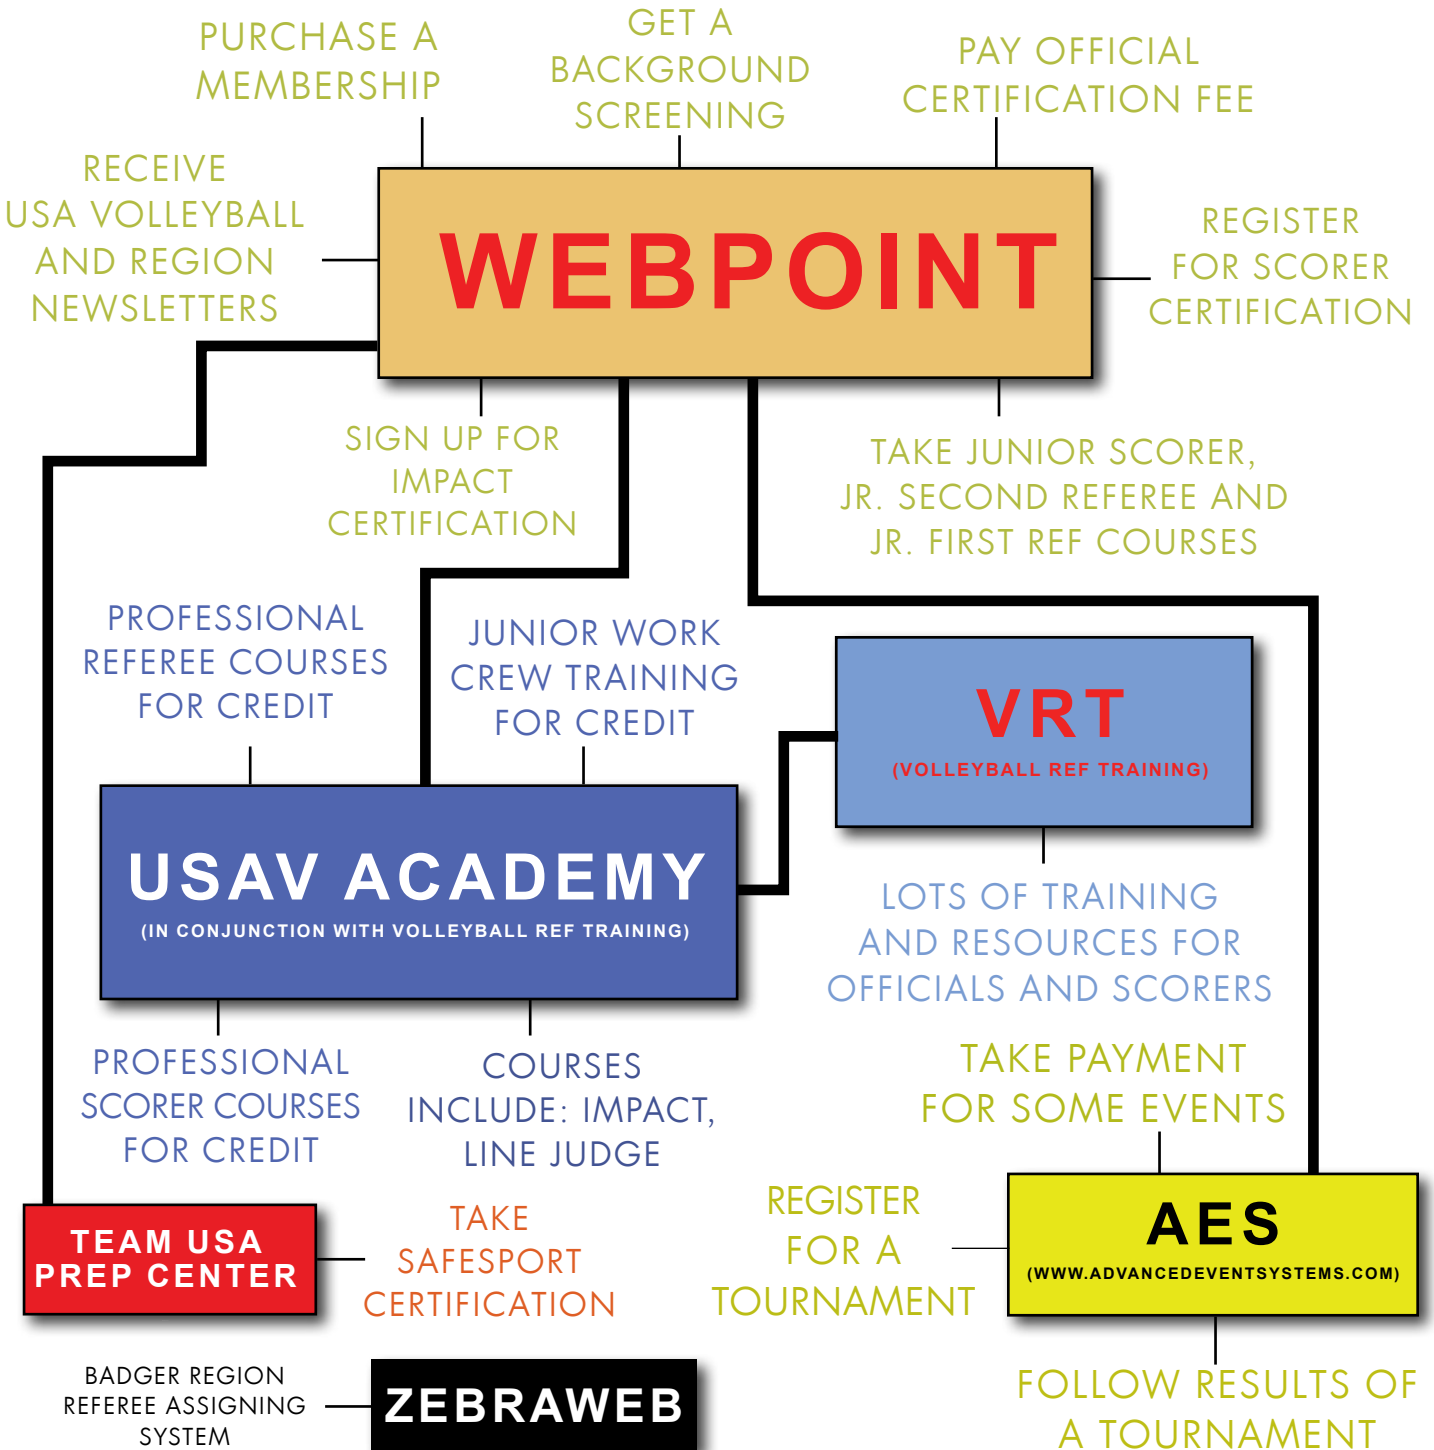 PURCHASE A
MEMBERSHIP
GET A
BACKGROUND
SCREENING
PAY OFFICIAL
CERTIFICATION FEE
RECEIVE
USA VOLLEYBALL
AND REGION
NEWSLETTERS
WEBPOINT
REGISTER
FOR SCORER
CERTIFICATION
SIGN UP FOR
IMPACT
CERTIFICATION
TAKE JUNIOR SCORER,
JR. SECOND REFEREE AND
JR. FIRST REF COURSES
PROFESSIONAL
REFEREE COURSES
FOR CREDIT
JUNIOR WORK
CREW TRAINING
FOR CREDIT
VRT
(VOLLEYBALL REF TRAINING)
USAV ACADEMY
(IN CONJUNCTION WITH VOLLEYBALL REF TRAINING)
LOTS OF TRAINING
AND RESOURCES FOR
OFFICIALS AND SCORERS
PROFESSIONAL
SCORER COURSES
FOR CREDIT
COURSES
INCLUDE: IMPACT,
LINE JUDGE
TAKE PAYMENT
FOR SOME EVENTS
TEAM USA
PREP CENTER
TAKE
SAFESPORT
CERTIFICATION
REGISTER
FOR A
TOURNAMENT
AES
(WWW.ADVANCEDEVENTSYSTEMS.COM)
BADGER REGION
REFEREE ASSIGNING
SYSTEM
ZEBRAWEB
FOLLOW RESULTS OF
A TOURNAMENT